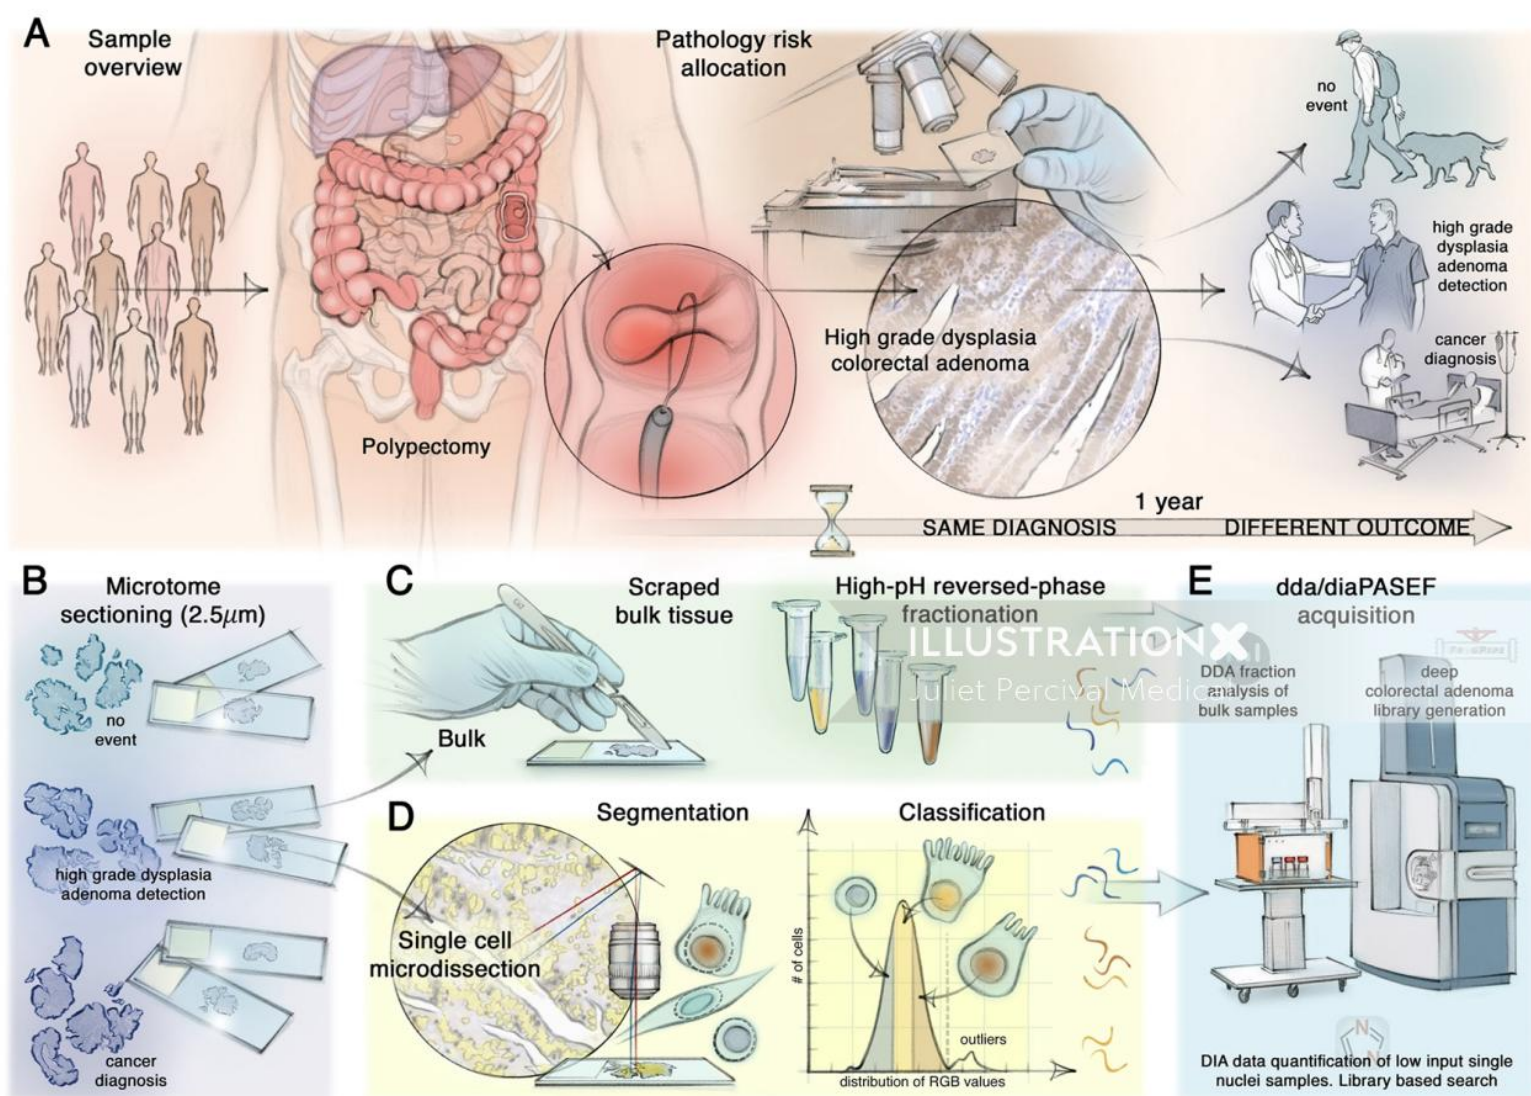 A
Sample
overview
Pathology risk
allocation
no
event
high grade
dysplasia
adenoma
detection
High grade dysplasia
colorectal adenoma
cancer
diagnosis
Polypectomy
1 year
SAME DIAGNOSIS
DIFFERENT OUTCOME
B
Microtome
sectioning (2.5μm)
no
event
high grade dysplasia
adenoma detection
cancer
diagnosis
C
Scraped
bulk tissue
High-pH reversed-phase
fractionation
Bulk
ILLUSTRATIONX
Juliet Percival Medic
D
Segmentation
Classification
Single cell
microdissection
# of cells
outliers
distribution of RGB values
E
dda/diaPASEF
acquisition
DDA fraction
analysis of
bulk samples
deep
colorectal adenoma
library generation
N
N
DIA data quantification of low input single
nuclei samples. Library based search